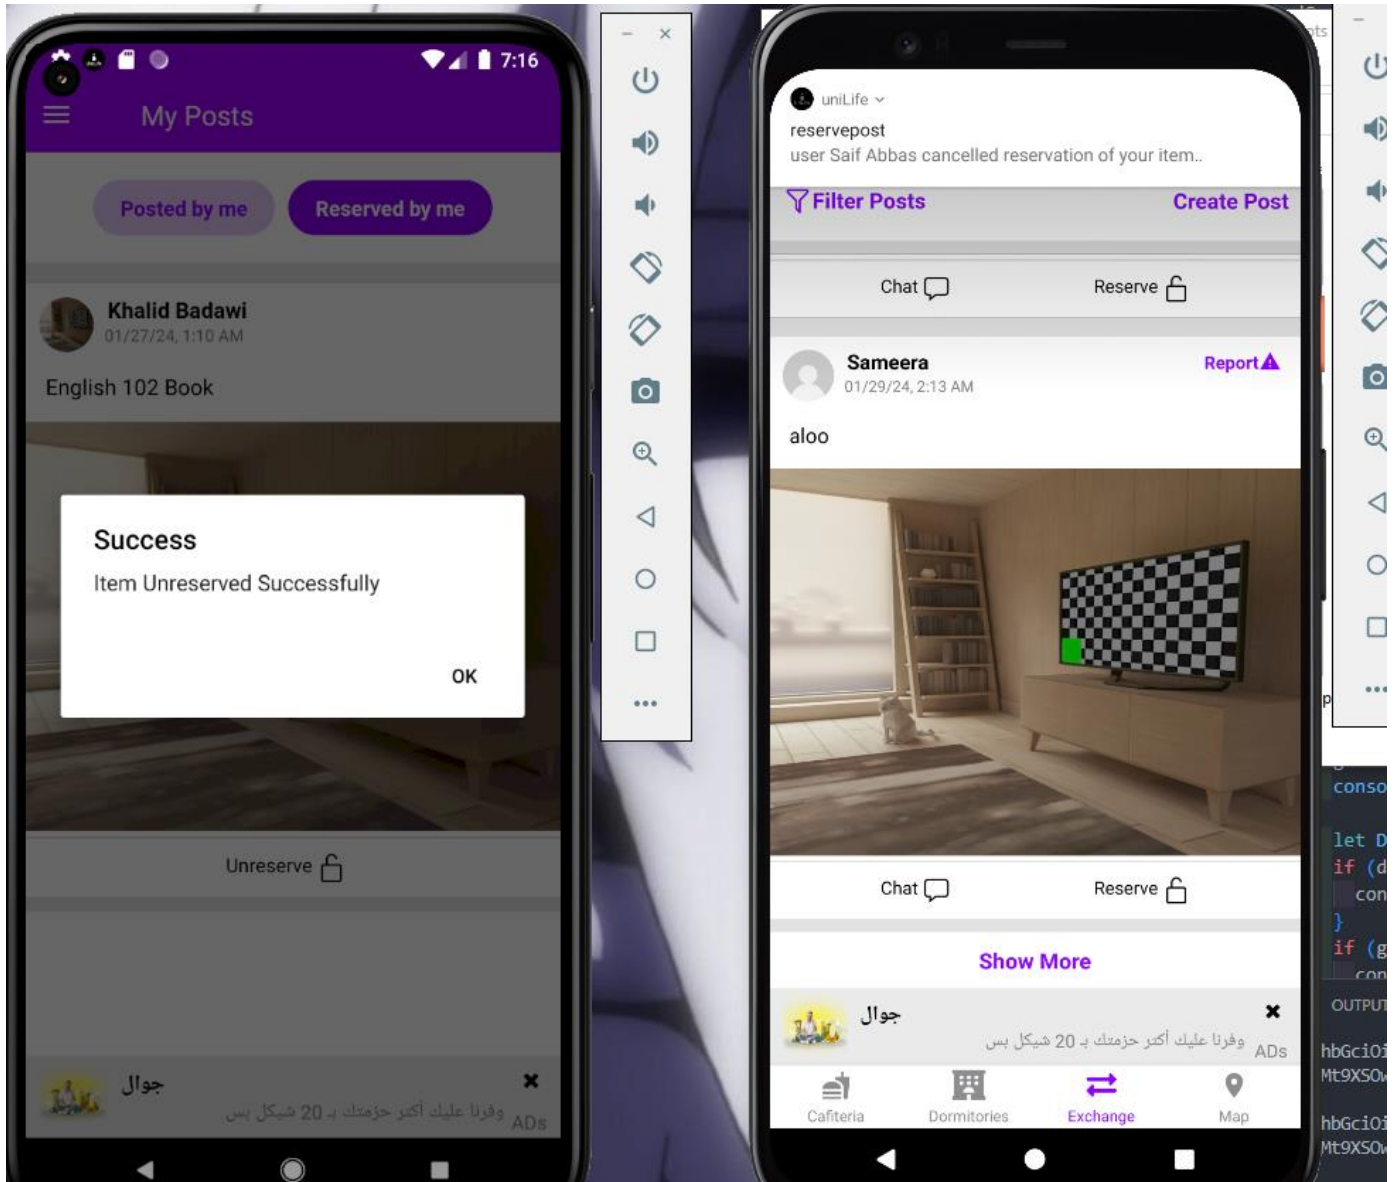 7:16
My Posts
Posted by me
Reserved by me
Khalid Badawi
01/27/24, 1:10 AM
English 102 Book
Success
Item Unreserved Successfully
OK
Unreserve
جوال
وفرنا عليك أكتر حزمتك بـ 20 شيكل بس
ADs
uniLife
reservepost
user Saif Abbas cancelled reservation of your item..
Filter Posts
Create Post
Chat
Reserve
Sameera
Report
01/29/24, 2:13 AM
aloo
Chat
Reserve
Show More
جوال
وفرنا عليك أكتر حزمتك بـ 20 شيكل بس
ADs
Cafiteria
Dormitories
Exchange
Map
conso
let D
if (d
con
}
if (g
con
OUTPUT
hbGciOi
Mt9XSOw
hbGciOi
Mt9XSOw